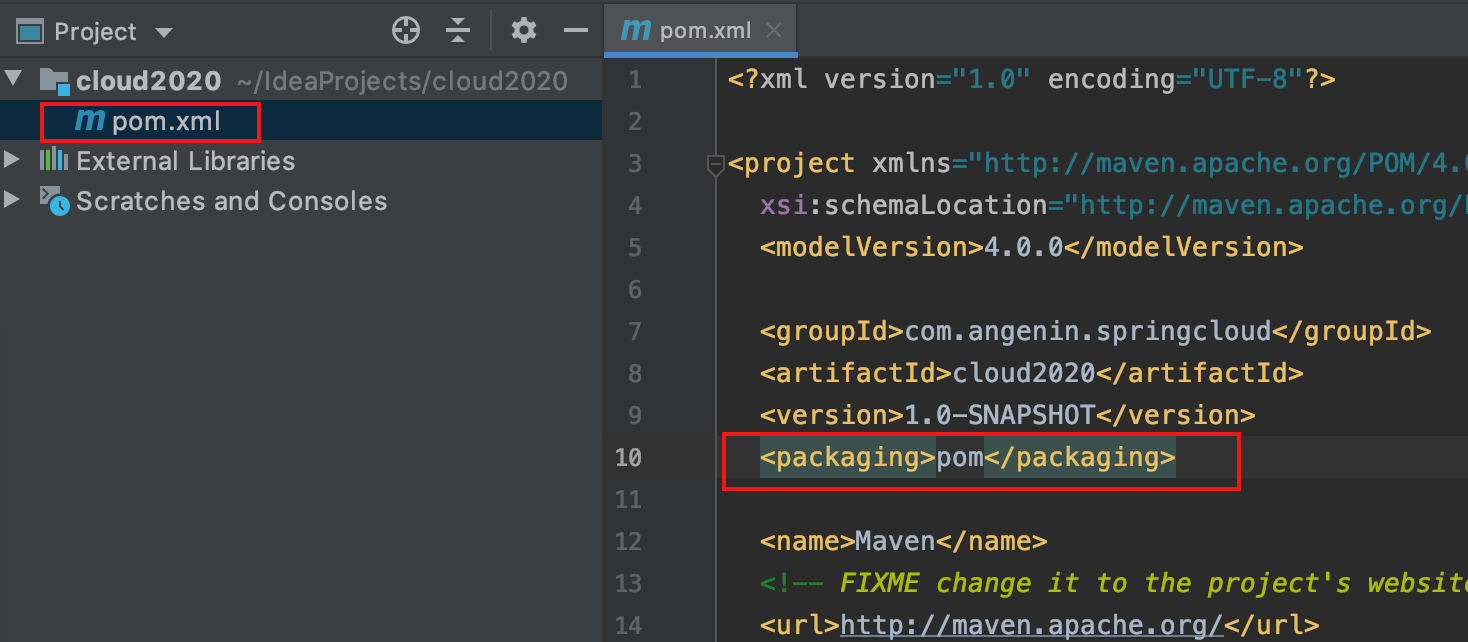 Project
pom.xml
cloud2020 ~/IdeaProjects/cloud2020
m pom.xml
External Libraries
Scratches and Consoles
1 <?xml version="1.0" encoding="UTF-8"?>
2
3 <project xmlns="http://maven.apache.org/POM/4.
4 xsi:schemaLocation="http://maven.apache.org/
5 <modelVersion>4.0.0</modelVersion>
6
7 <groupId>com.angenin.springcloud</groupId>
8 <artifactId>cloud2020</artifactId>
9 <version>1.0-SNAPSHOT</version>
10 <packaging>pom</packaging>
11
12 <name>Maven</name>
13 <!-- FIXME change it to the project's website
14 <url>http://maven.apache.org/</url>